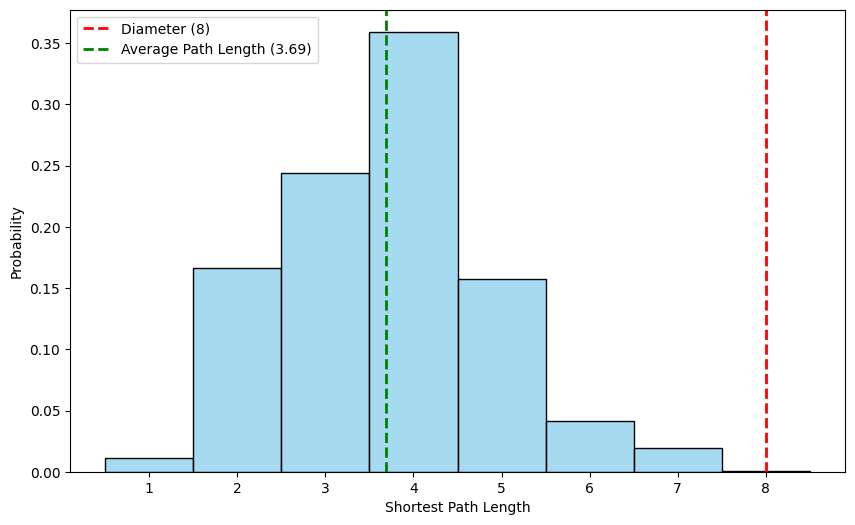 Diameter (8)
Average Path Length (3.69)
0.35
0.30
0.25
0.20
0.15
0.10
0.05
0.00
Probability
1 2 3 4 5 6 7 8
Shortest Path Length